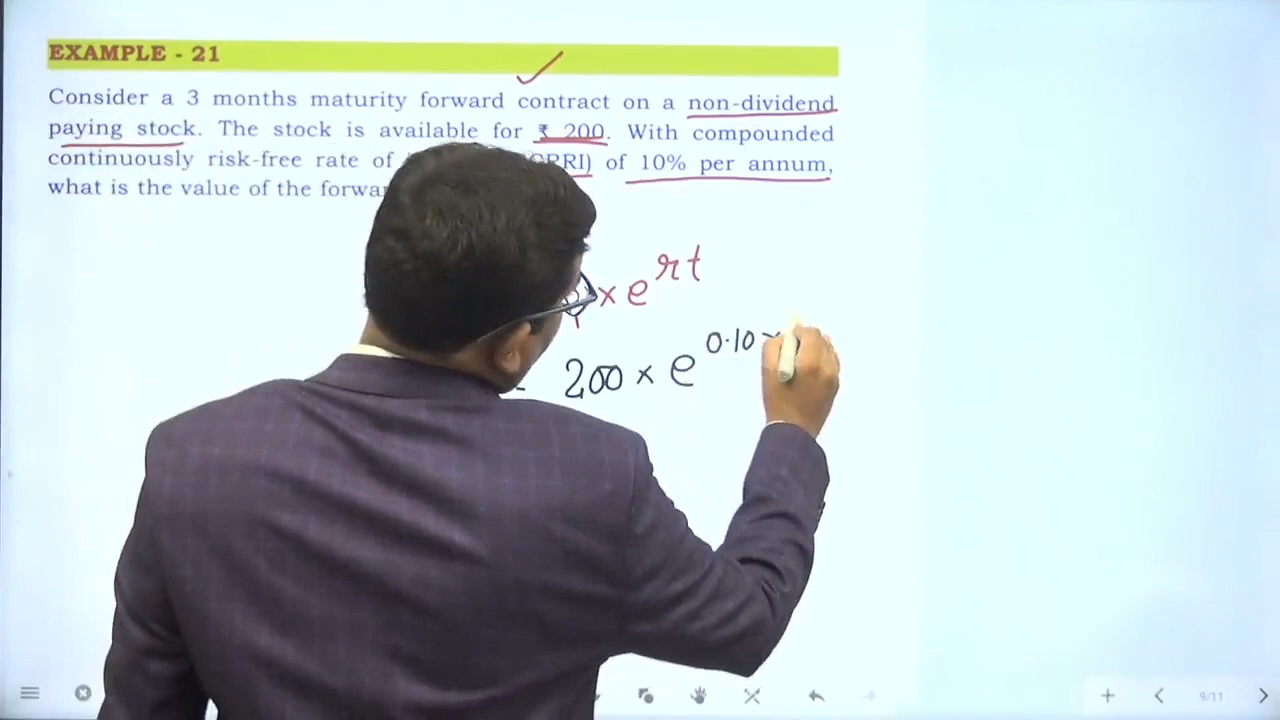 EXAMPLE - 21
Consider a 3 months maturity forward contract on a non-dividend
paying stock. The stock is available for ₹ 200. With compounded
continuously risk-free rate of CRRI) of 10% per annum,
what is the value of the
× e^rt
200 × e^0.10 ×
9/11